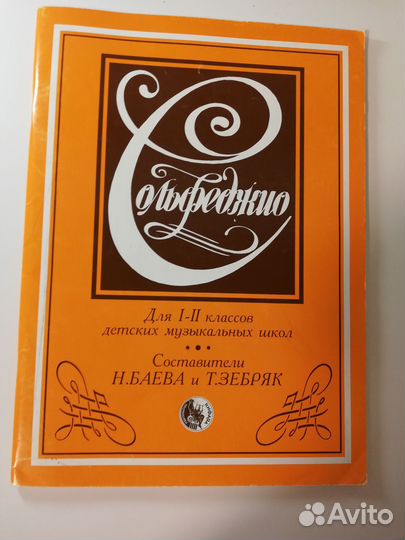 Сольфеджио
Для I-II классов
детских музыкальных школ
Составители
Н.БАЕВА и Т.ЗЕБРЯК
Avito